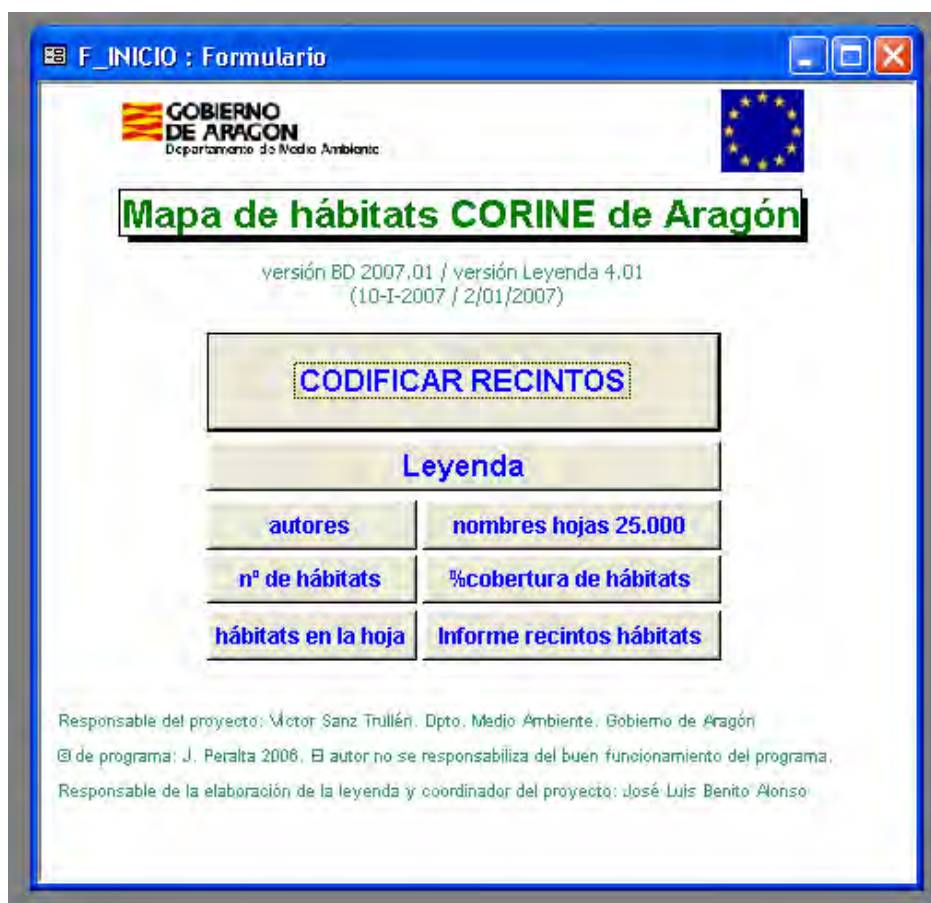 F_INICIO : Formulario
GOBIERNO
DE ARAGON
Departamento de Medio Ambiente
Mapa de hábitats CORINE de Aragón
versión BD 2007.01 / versión Leyenda 4.01
(10-I-2007 / 2/01/2007)
CODIFICAR RECINTOS
Leyenda
autores nombres hojas 25.000
nº de hábitats %cobertura de hábitats
hábitats en la hoja Informe recintos hábitats
Responsable del proyecto: Víctor Sanz Trullén. Dpto. Medio Ambiente. Gobierno de Aragón
© de programa: J. Peralta 2006. El autor no se responsabiliza del buen funcionamiento del programa.
Responsable de la elaboración de la leyenda y coordinador del proyecto: José Luis Benito Alonso